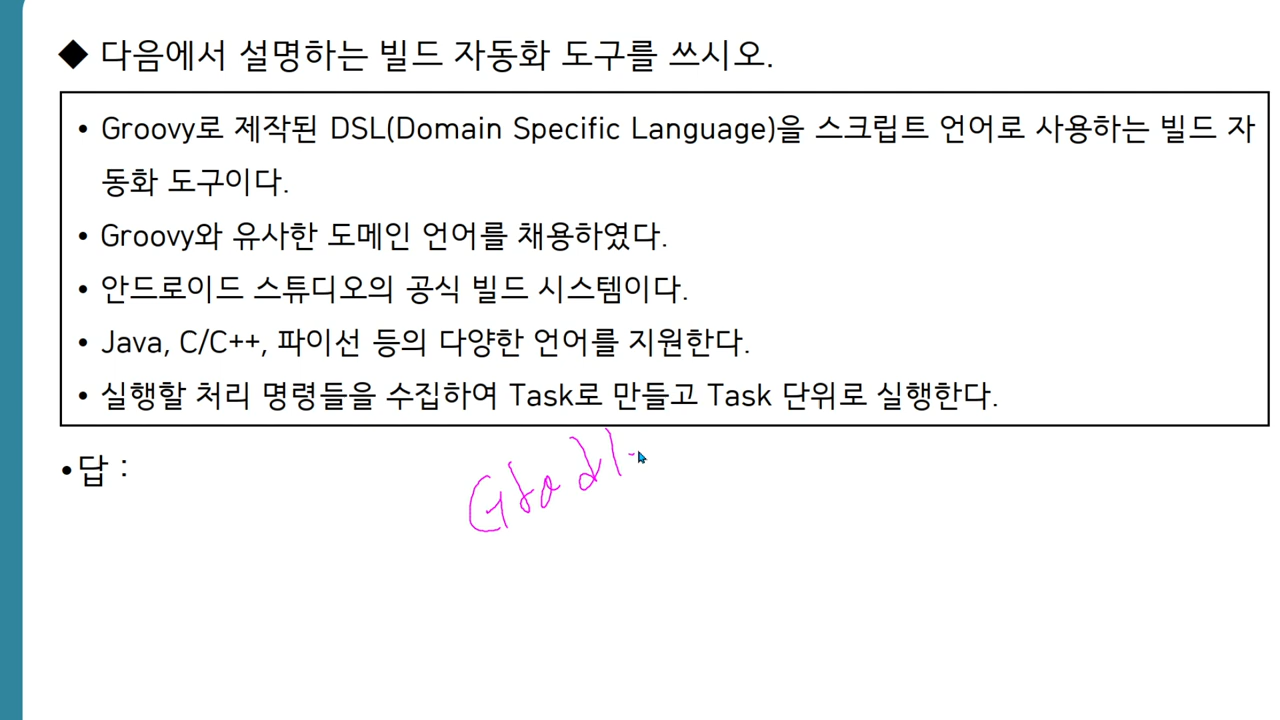 ◆ 다음에서 설명하는 빌드 자동화 도구를 쓰시오.
• Groovy로 제작된 DSL(Domain Specific Language)을 스크립트 언어로 사용하는 빌드 자
동화 도구이다.
• Groovy와 유사한 도메인 언어를 채용하였다.
• 안드로이드 스튜디오의 공식 빌드 시스템이다.
• Java, C/C++, 파이선 등의 다양한 언어를 지원한다.
• 실행할 처리 명령들을 수집하여 Task로 만들고 Task 단위로 실행한다.
•답 :
Gradl